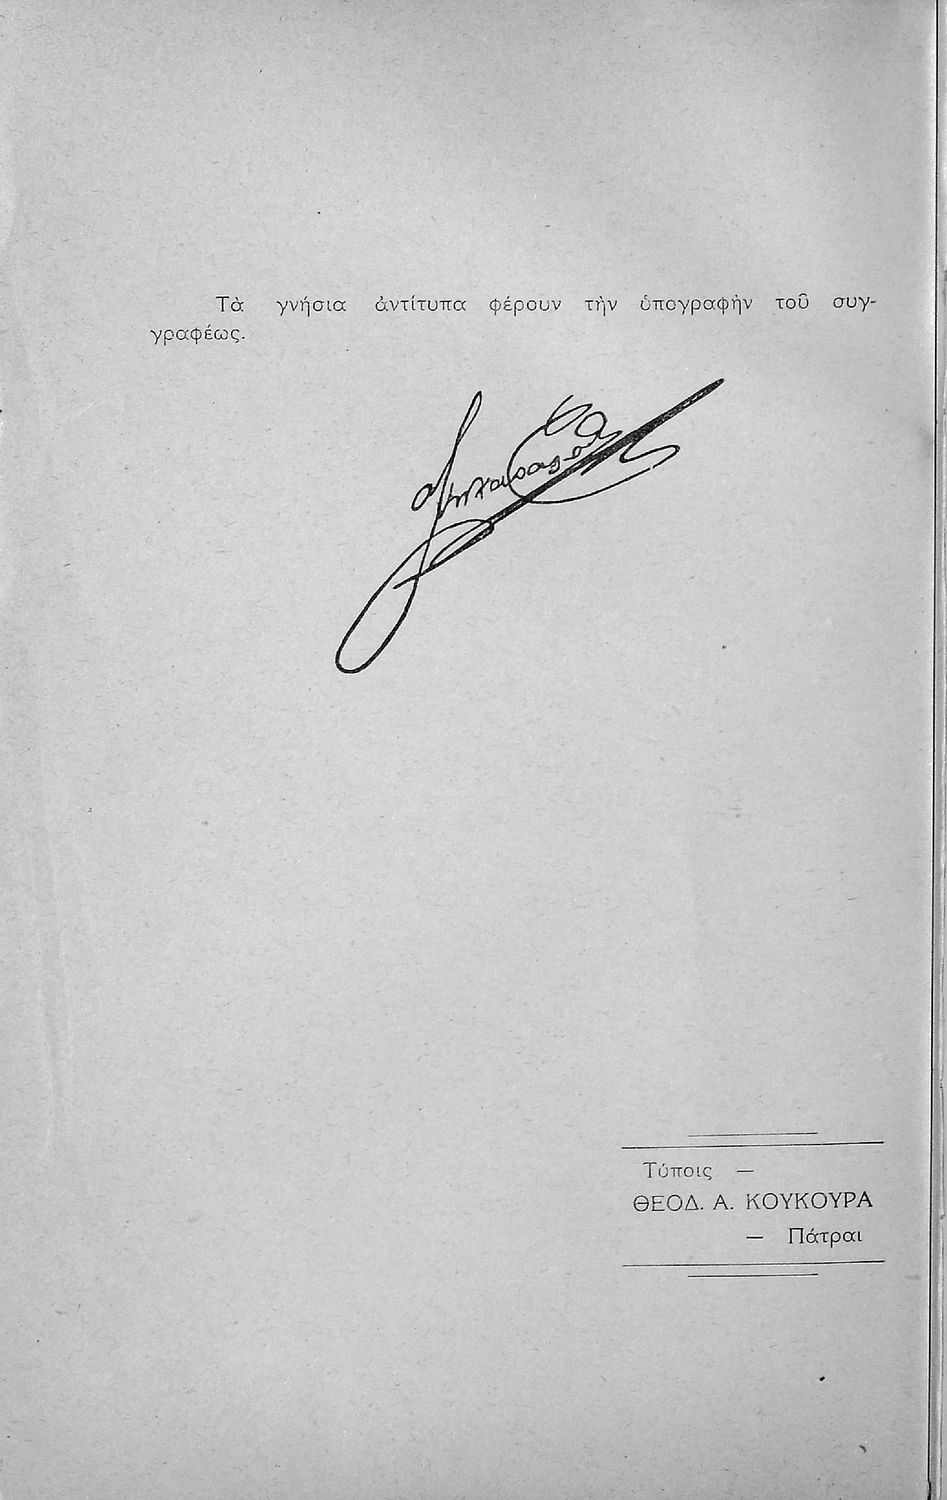 Τὰ γνήσια ἀντίτυπα φέρουν τὴν ὑπογραφὴν τοῦ συγ-
γραφέως.
Τύποις —
ΘΕΟΔ. Α. ΚΟΥΚΟΥΡΑ
— Πάτραι